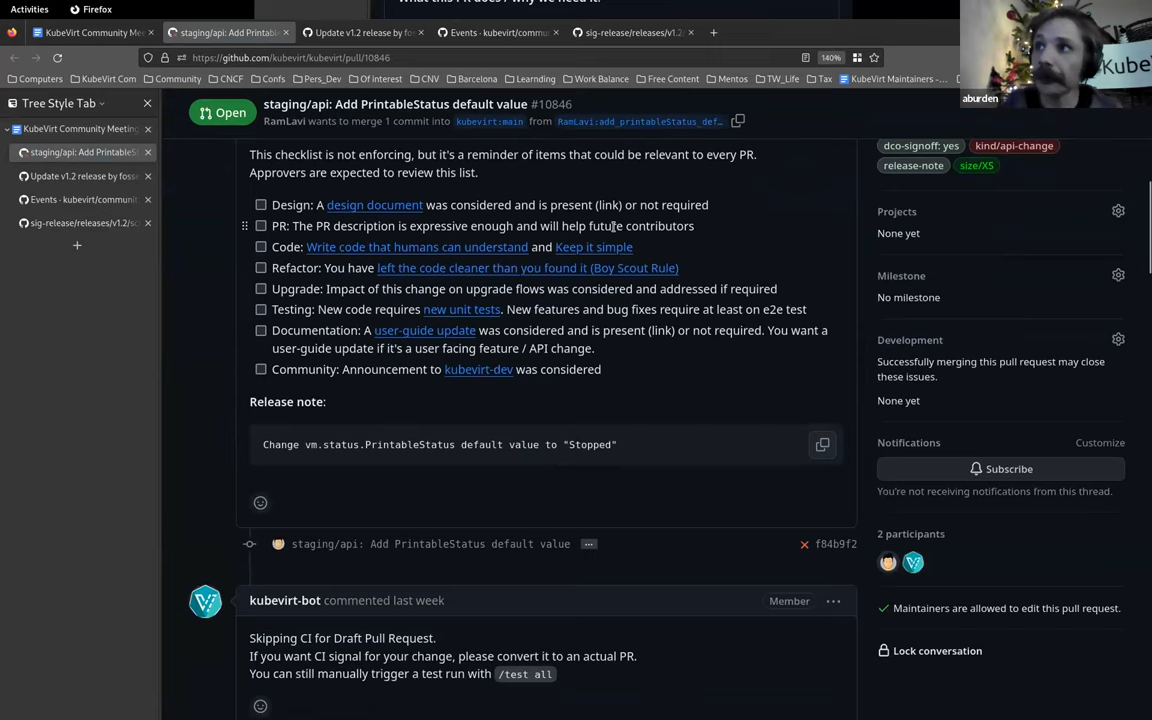 Activities
Firefox
What this PR does / why we need it:
KubeVirt Community Mee
staging/api: Add Printable
Update v1.2 release by fos
Events - kubevirt/commun
sig-release/releases/v1.2/
https://github.com/kubevirt/kubevirt/pull/10846
140%
Computers
KubeVirt Com
Community
CNCF
Confs
Pers_Dev
Of interest
CNV
Barcelona
Learnding
Work Balance
Free Content
Mentos
TW_Life
Tax
KubeVirt Maintainers -…
KubeV
aburden
Tree Style Tab
KubeVirt Community Meeting
staging/api: Add PrintableS
Update v1.2 release by foss
Events - kubevirt/communit
sig-release/releases/v1.2/sc
Open
staging/api: Add PrintableStatus default value #10846
RamLavi wants to merge 1 commit into kubevirt:main from RamLavi:add_printableStatus_def…
This checklist is not enforcing, but it's a reminder of items that could be relevant to every PR.
Approvers are expected to review this list.
Design: A design document was considered and is present (link) or not required
PR: The PR description is expressive enough and will help future contributors
Code: Write code that humans can understand and Keep it simple
Refactor: You have left the code cleaner than you found it (Boy Scout Rule)
Upgrade: Impact of this change on upgrade flows was considered and addressed if required
Testing: New code requires new unit tests. New features and bug fixes require at least on e2e test
Documentation: A user-guide update was considered and is present (link) or not required. You want a
user-guide update if it's a user facing feature / API change.
Community: Announcement to kubevirt-dev was considered
Release note:
Change vm.status.PrintableStatus default value to "Stopped"
staging/api: Add PrintableStatus default value
f84b9f2
kubevirt-bot commented last week
Member
Skipping CI for Draft Pull Request.
If you want CI signal for your change, please convert it to an actual PR.
You can still manually trigger a test run with /test all
dco-signoff: yes
kind/api-change
release-note
size/XS
Projects
None yet
Milestone
No milestone
Development
Successfully merging this pull request may close
these issues.
None yet
Notifications
Customize
Subscribe
You're not receiving notifications from this thread.
2 participants
Maintainers are allowed to edit this pull request.
Lock conversation